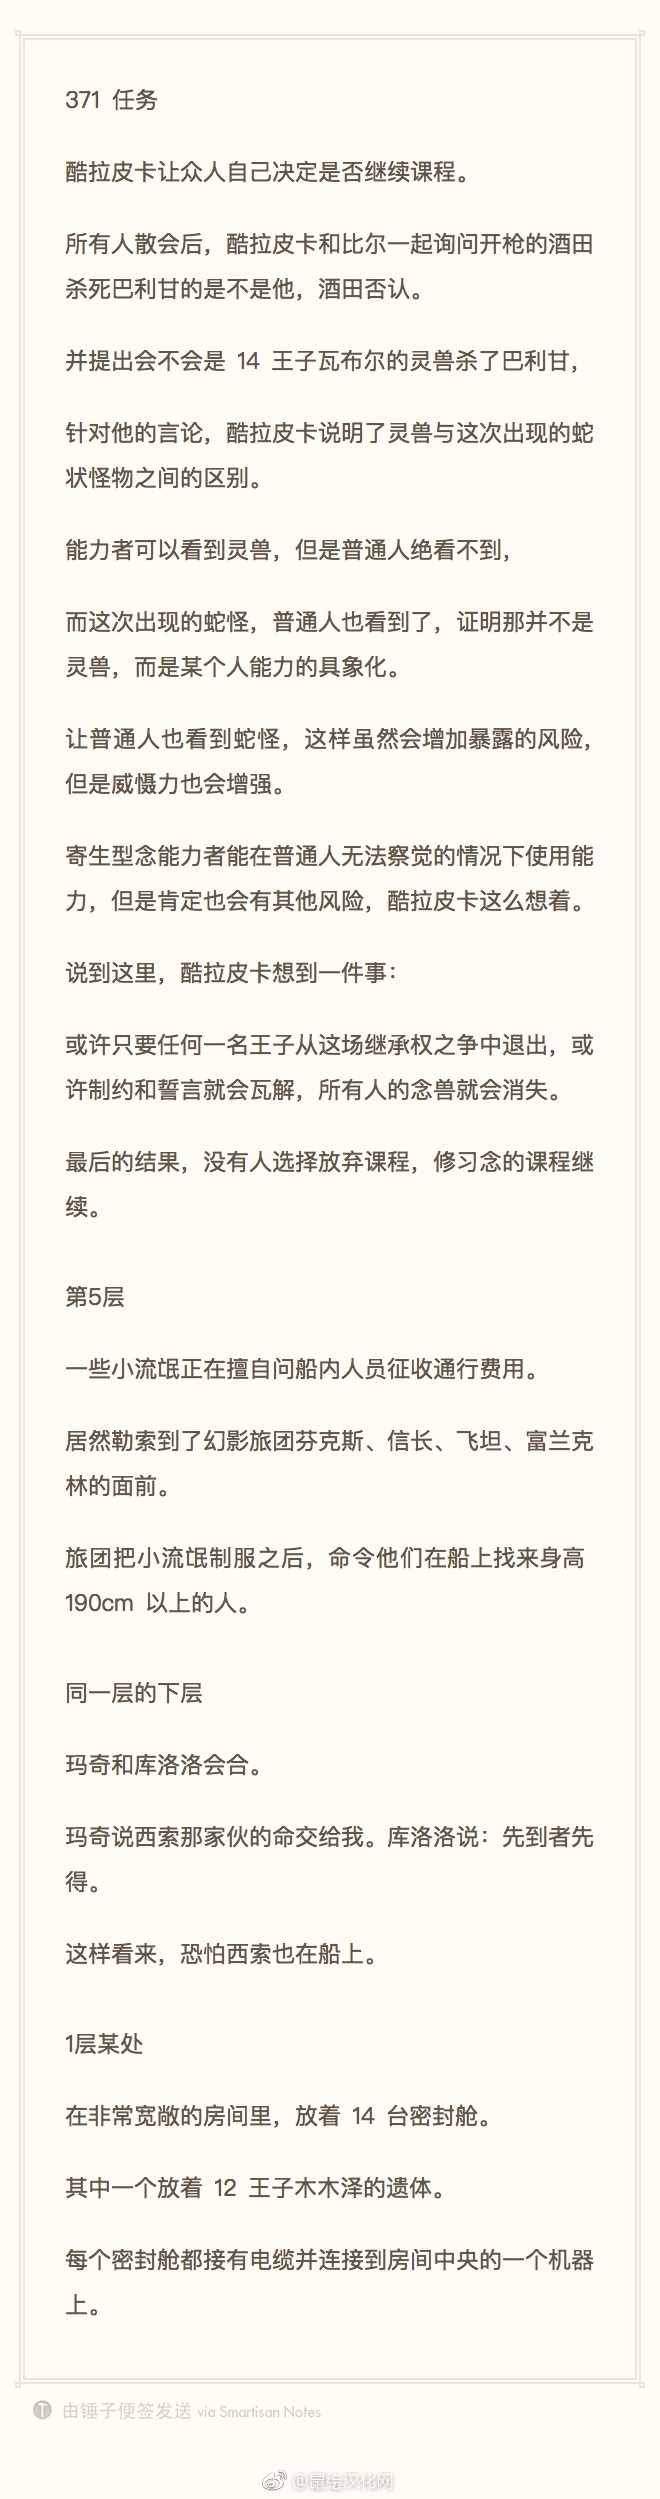 371 任务
酷拉皮卡让众人自己决定是否继续课程。
所有人散会后，酷拉皮卡和比尔一起询问开枪的酒田
杀死巴利甘的是不是他，酒田否认。
并提出会不会是 14 王子瓦布尔的灵兽杀了巴利甘，
针对他的言论，酷拉皮卡说明了灵兽与这次出现的蛇
状怪物之间的区别。
能力者可以看到灵兽，但是普通人绝看不到，
而这次出现的蛇怪，普通人也看到了，证明那并不是
灵兽，而是某个人能力的具象化。
让普通人也看到蛇怪，这样虽然会增加暴露的风险，
但是威慑力也会增强。
寄生型念能力者能在普通人无法察觉的情况下使用能
力，但是肯定也会有其他风险，酷拉皮卡这么想着。
说到这里，酷拉皮卡想到一件事：
或许只要任何一名王子从这场继承权之争中退出，或
许制约和誓言就会瓦解，所有人的念兽就会消失。
最后的结果，没有人选择放弃课程，修习念的课程继
续。
第5层
一些小流氓正在擅自问船内人员征收通行费用。
居然勒索到了幻影旅团芬克斯、信长、飞坦、富兰克
林的面前。
旅团把小流氓制服之后，命令他们在船上找来身高
190cm 以上的人。
同一层的下层
玛奇和库洛洛会合。
玛奇说西索那家伙的命交给我。库洛洛说：先到者先
得。
这样看来，恐怕西索也在船上。
1层某处
在非常宽敞的房间里，放着 14 台密封舱。
其中一个放着 12 王子木木泽的遗体。
每个密封舱都接有电缆并连接到房间中央的一个机器
上。
由锤子便签发送 via Smartisan Notes
@鼠绘汉化网